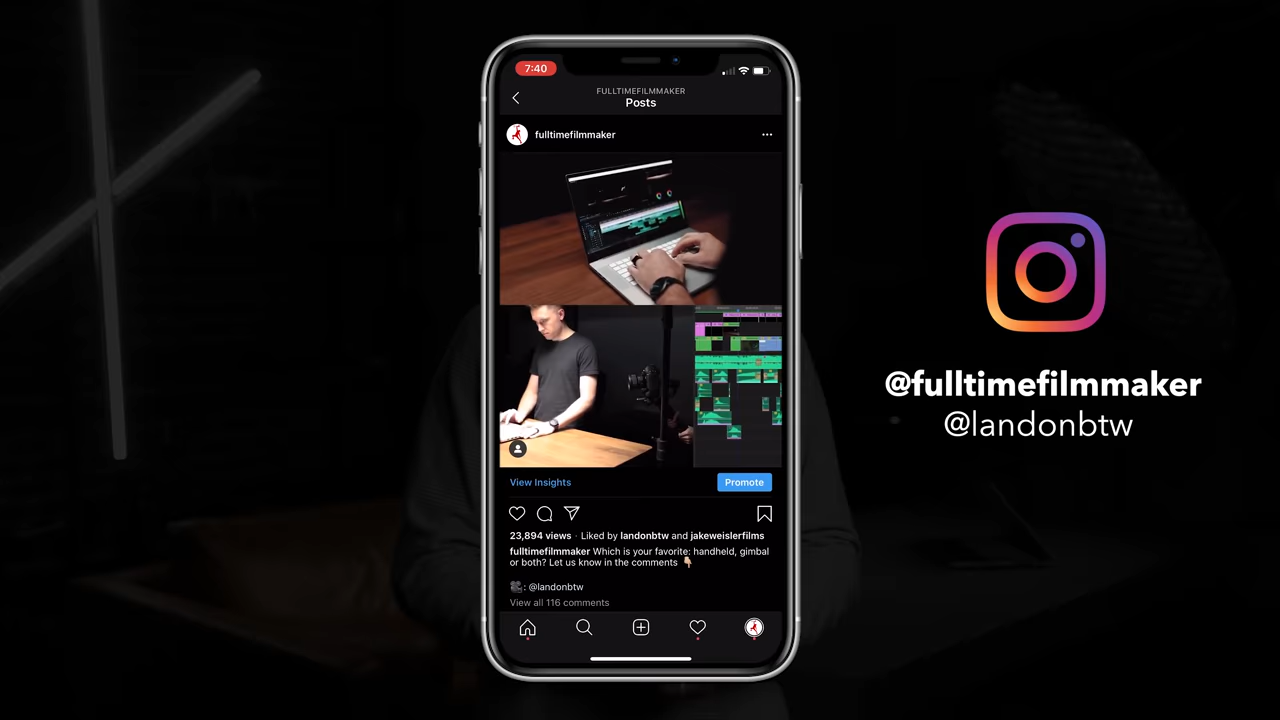 7:40
FULLTIMEFILMMAKER
Posts
fulltimefilmmaker
View Insights
Promote
23,894 views · Liked by landonbtw and jakeweislerfilms
fulltimefilmmaker Which is your favorite: handheld, gimbal
or both? Let us know in the comments 👇🏼
🎥: @landonbtw
View all 116 comments
@fulltimefilmmaker
@landonbtw